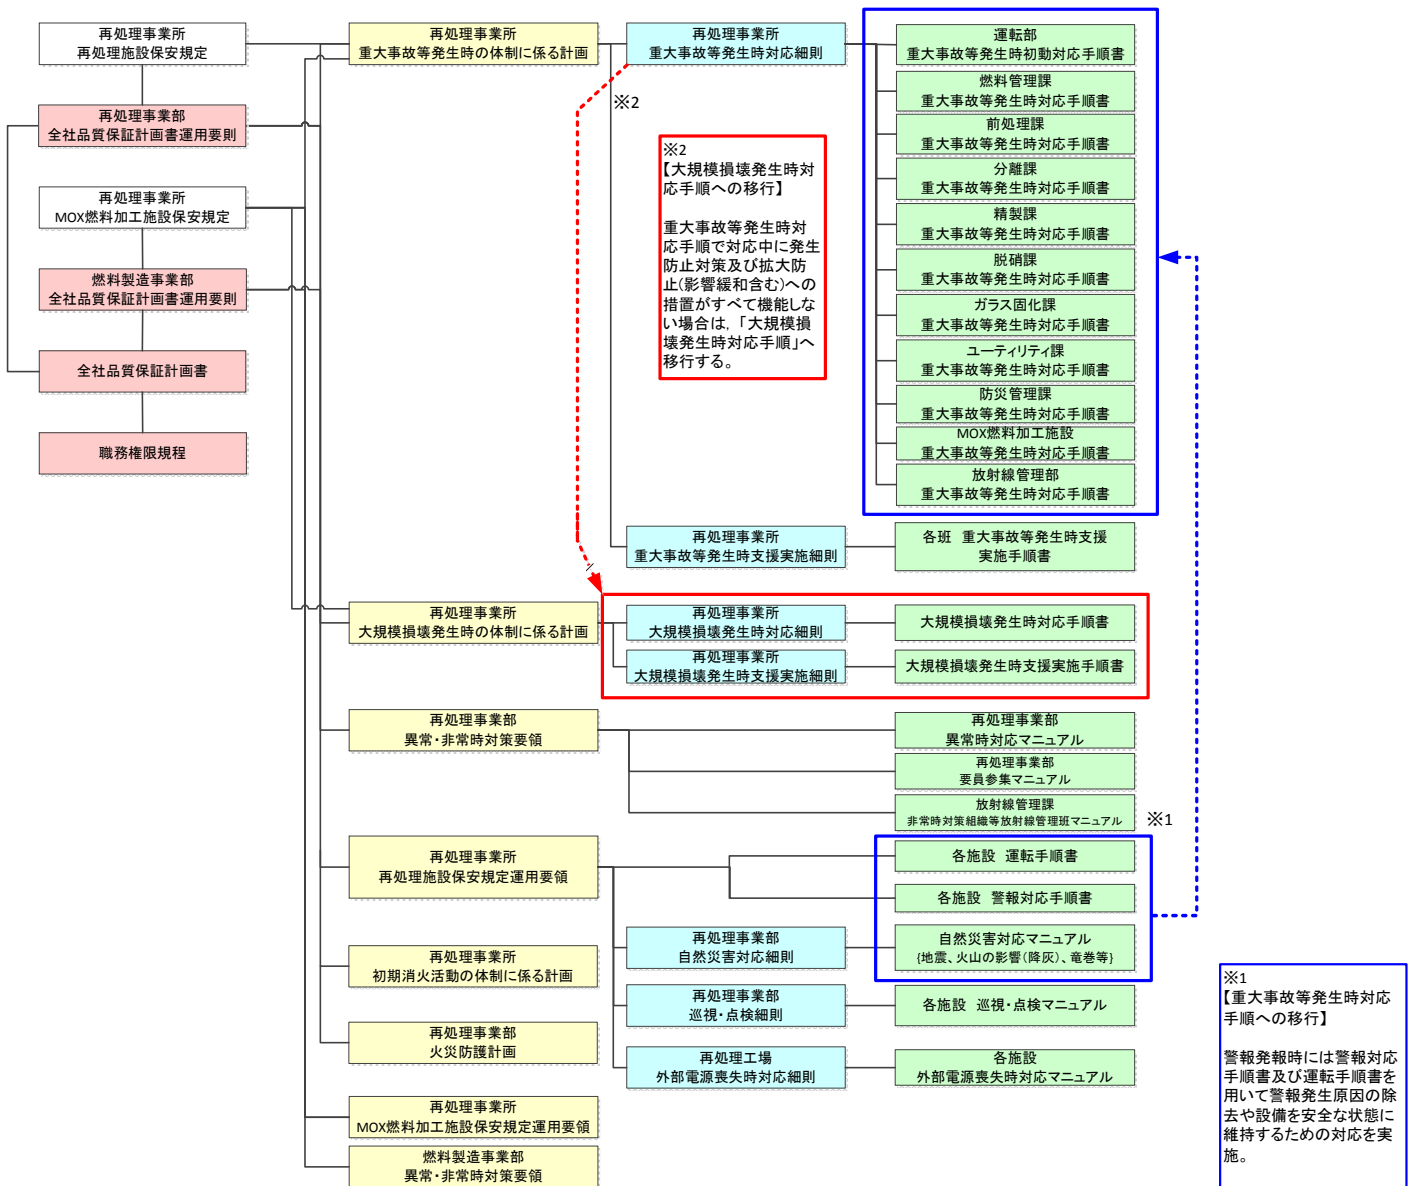 再処理事業所
再処理施設保安規定
再処理事業部
全社品質保証計画書運用要則
再処理事業所
MOX燃料加工施設保安規定
燃料製造事業部
全社品質保証計画書運用要則
全社品質保証計画書
職務権限規程
再処理事業所
重大事故等発生時の体制に係る計画
再処理事業所
大規模損壊発生時の体制に係る計画
再処理事業部
異常・非常時対策要領
再処理事業所
再処理施設保安規定運用要領
再処理事業所
初期消火活動の体制に係る計画
再処理事業部
火災防護計画
再処理事業所
MOX燃料加工施設保安規定運用要領
燃料製造事業部
異常・非常時対策要領
再処理事業所
重大事故等発生時対応細則
※2
※2
【大規模損壊発生時対
応手順への移行】
重大事故等発生時対
応手順で対応中に発生
防止対策及び拡大防
止(影響緩和含む)への
措置がすべて機能しな
い場合は,「大規模損
壊発生時対応手順」へ
移行する。
再処理事業所
重大事故等発生時支援実施細則
再処理事業所
大規模損壊発生時対応細則
再処理事業所
大規模損壊発生時支援実施細則
再処理事業部
自然災害対応細則
再処理事業部
巡視・点検細則
再処理工場
外部電源喪失時対応細則
運転部
重大事故等発生時初動対応手順書
燃料管理課
重大事故等発生時対応手順書
前処理課
重大事故等発生時対応手順書
分離課
重大事故等発生時対応手順書
精製課
重大事故等発生時対応手順書
脱硝課
重大事故等発生時対応手順書
ガラス固化課
重大事故等発生時対応手順書
ユーティリティ課
重大事故等発生時対応手順書
防災管理課
重大事故等発生時対応手順書
MOX燃料加工施設
重大事故等発生時対応手順書
放射線管理部
重大事故等発生時対応手順書
各班 重大事故等発生時支援
実施手順書
大規模損壊発生時対応手順書
大規模損壊発生時支援実施手順書
再処理事業部
異常時対応マニュアル
再処理事業部
要員参集マニュアル
放射線管理課
非常時対策組織等放射線管理班マニュアル
※1
各施設 運転手順書
各施設 警報対応手順書
自然災害対応マニュアル
{地震、火山の影響(降灰)、竜巻等}
各施設 巡視・点検マニュアル
各施設
外部電源喪失時対応マニュアル
※1
【重大事故等発生時対応
手順への移行】
警報発報時には警報対応
手順書及び運転手順書を
用いて警報発生原因の除
去や設備を安全な状態に
維持するための対応を実
施。